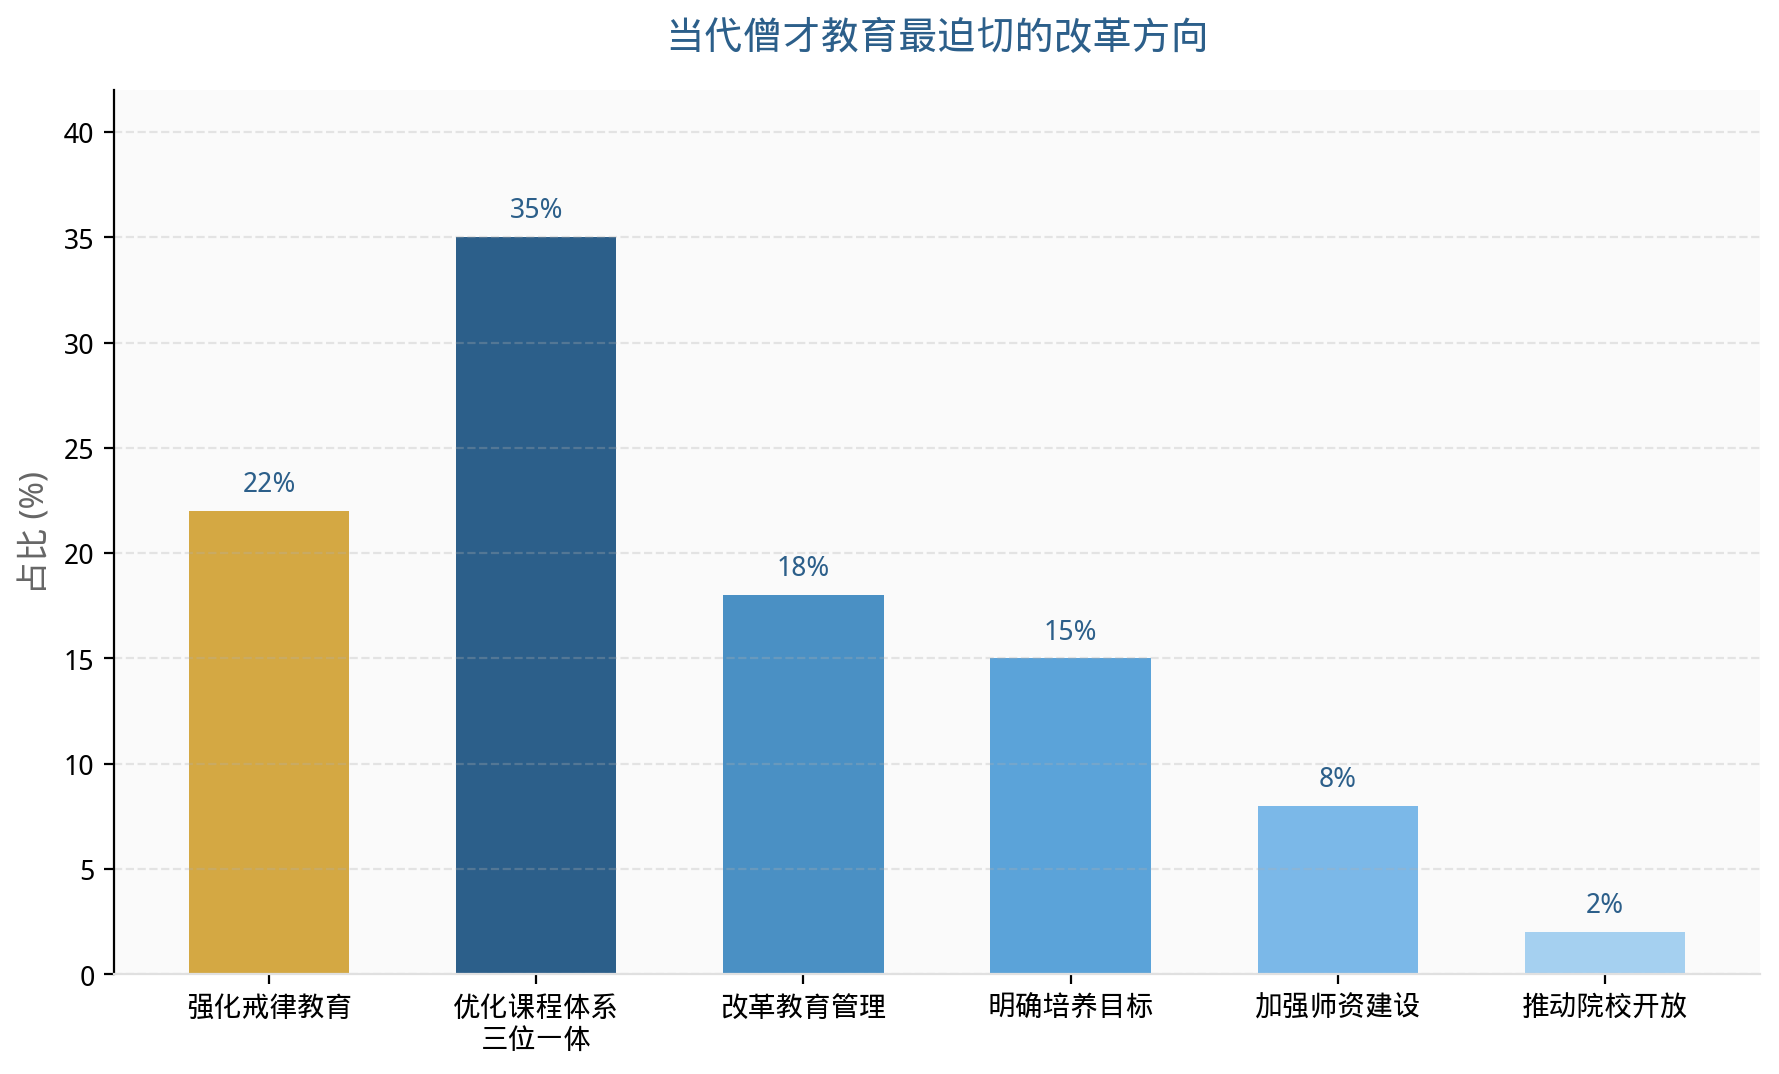 当代僧才教育最迫切的改革方向
占比 (%)
40
35
30
25
20
15
10
5
0
22%
35%
18%
15%
8%
2%
强化戒律教育
优化课程体系
三位一体
改革教育管理
明确培养目标
加强师资建设
推动院校开放